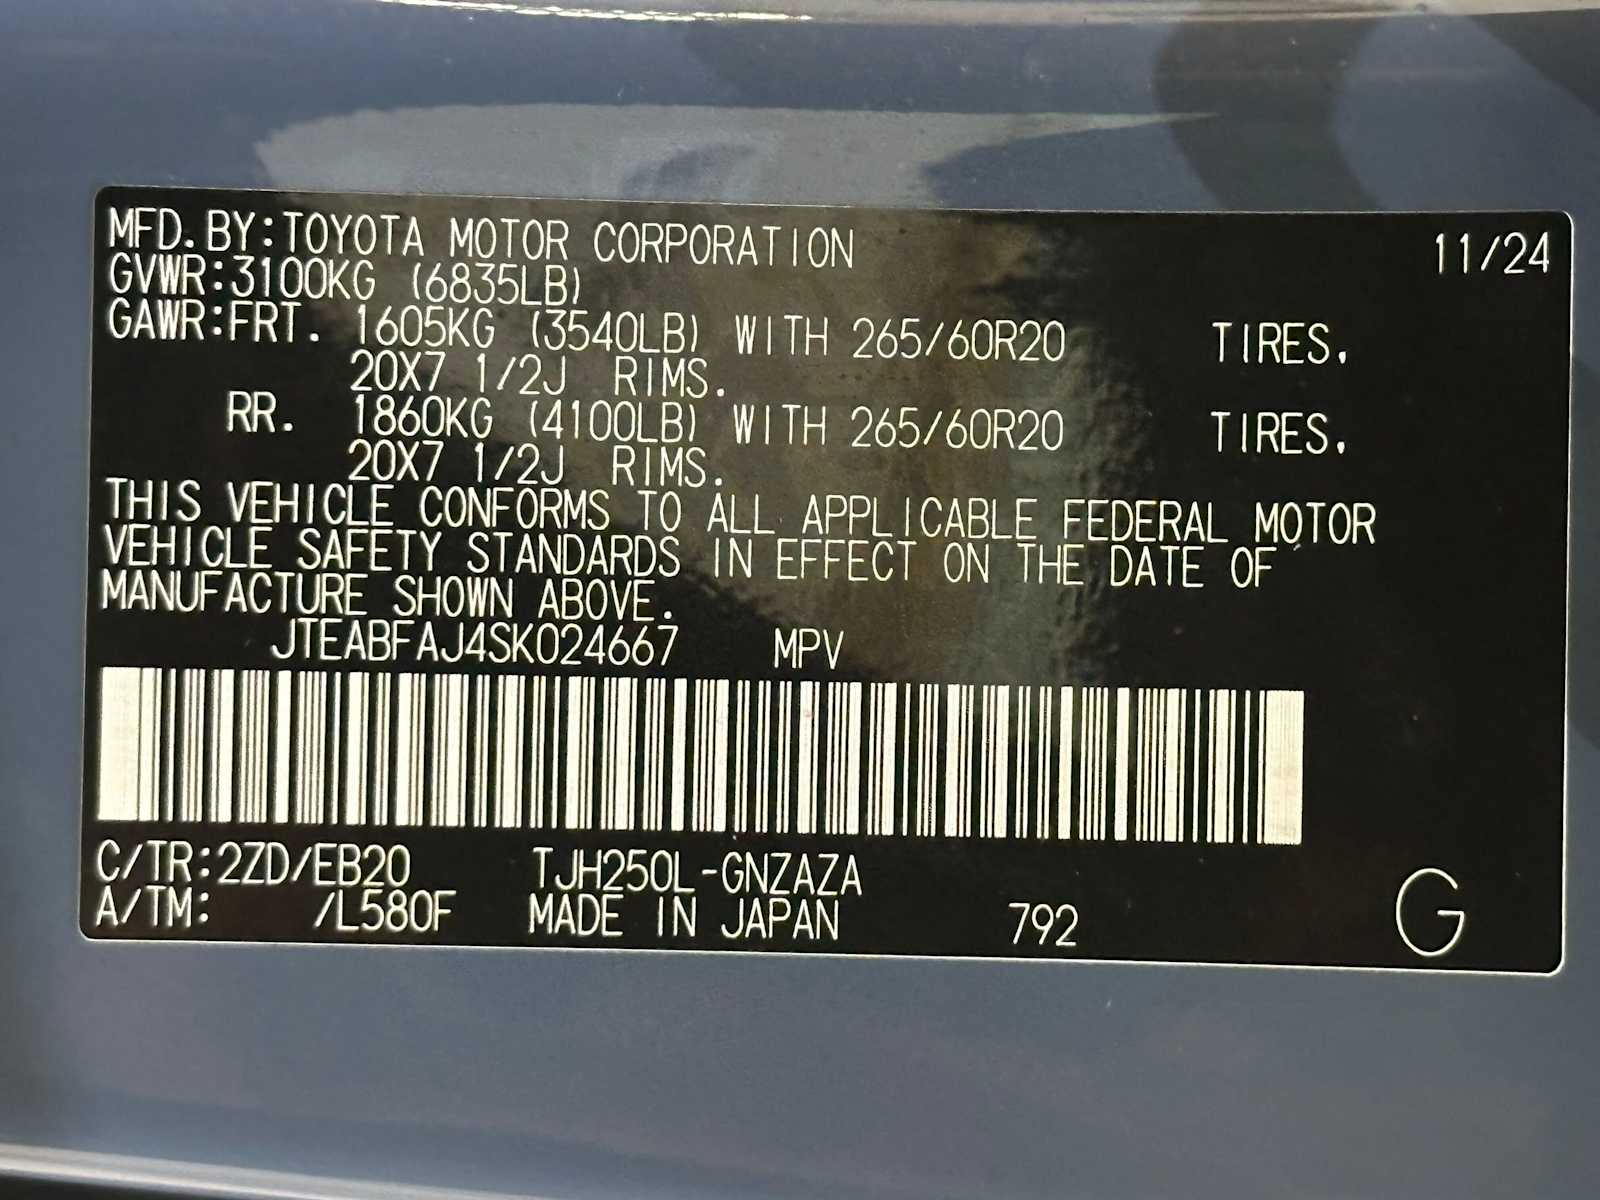 MFD.BY:TOYOTA MOTOR CORPORATION 11/24
GVWR:3100KG (6835LB)
GAWR:FRT. 1605KG (3540LB) WITH 265/60R20 TIRES.
20X7 1/2J RIMS.
RR. 1860KG (4100LB) WITH 265/60R20 TIRES.
20X7 1/2J RIMS.
THIS VEHICLE CONFORMS TO ALL APPLICABLE FEDERAL MOTOR
VEHICLE SAFETY STANDARDS IN EFFECT ON THE DATE OF
MANUFACTURE SHOWN ABOVE.
JTEABFAJ4SK024667 MPV
C/TR:2ZD/EB20 TJH250L-GNZAZA
A/TM: /L580F MADE IN JAPAN 792 G